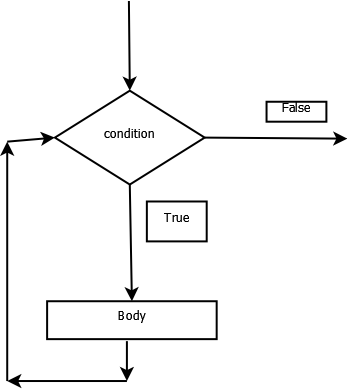 False
condition
True
Body